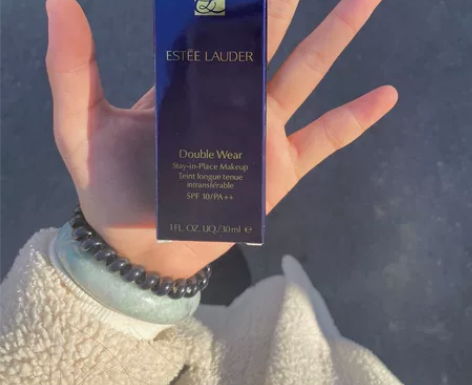 ESTĒE LAUDER
Double Wear
Stay-in-Place Makeup
Teint longue tenue
intransférable
SPF 10/PA++
1 FL. OZ. LIQ./30 ml e